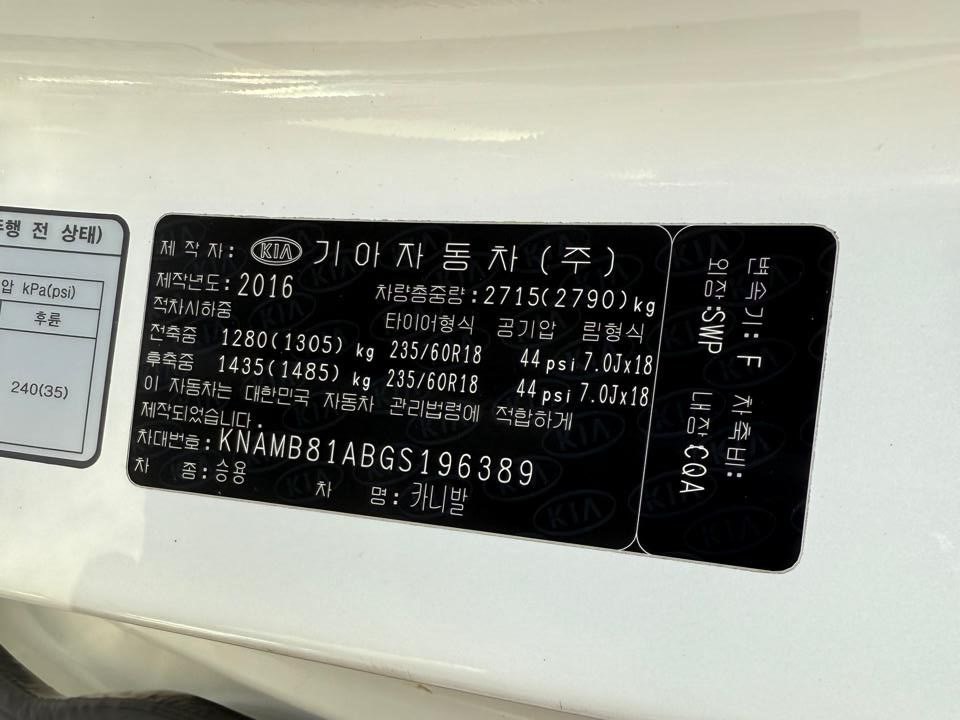 행 전 상태)
압 kPa(psi)
후륜
240(35)
제 작 자: KIA 기아자동차(주)
제작년도:2016
차량총중량:2715(2790)kg
적차시하중
타이어형식 공기압 림형식
전축중 1280(1305) kg 235/60R18 44psi 7.0Jx18
후축중 1435(1485) kg 235/60R18 44psi 7.0Jx18
이 자동차는 대한민국 자동차 관리법령에 적합하게
제작되었습니다.
차대번호:KNAMB81ABGS196389
차 종:승용
차 명:카니발
변속기:F 차축비:
외장:SWP 내장CQA